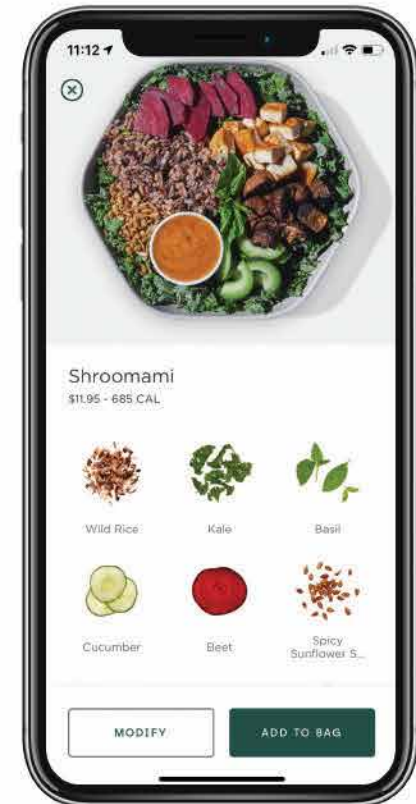 11:12
Shroomami
$11.95 - 685 CAL
Wild Rice
Kale
Basil
Cucumber
Beet
Spicy
Sunflower S...
MODIFY
ADD TO BAG